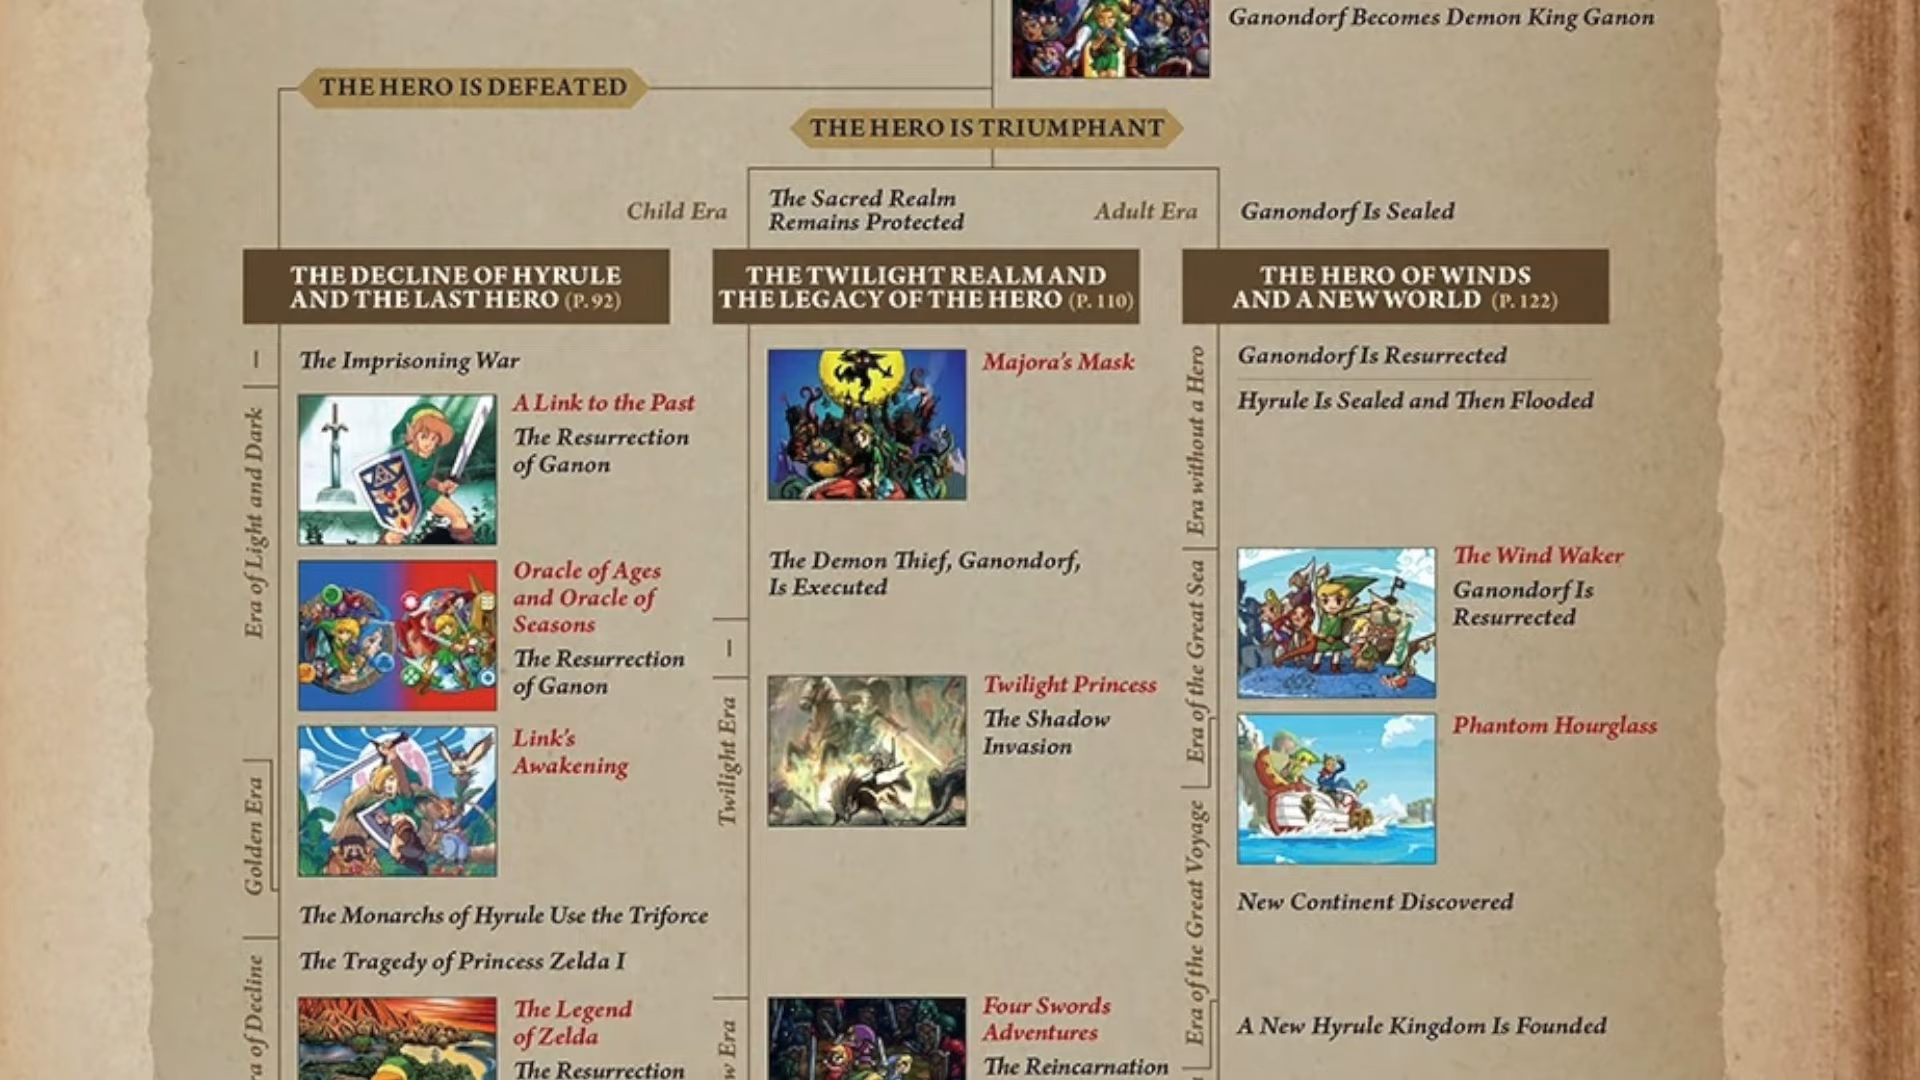 Ganondorf Becomes Demon King Ganon
THE HERO IS DEFEATED
THE HERO IS TRIUMPHANT
Child Era
The Sacred Realm
Remains Protected
Adult Era
Ganondorf Is Sealed
THE DECLINE OF HYRULE
AND THE LAST HERO (P. 92)
THE TWILIGHT REALM AND
THE LEGACY OF THE HERO (P. 110)
THE HERO OF WINDS
AND A NEW WORLD (P. 122)
The Imprisoning War
Era of Light and Dark
A Link to the Past
The Resurrection
of Ganon
Oracle of Ages
and Oracle of
Seasons
The Resurrection
of Ganon
Golden Era
Link's
Awakening
The Monarchs of Hyrule Use the Triforce
The Tragedy of Princess Zelda I
of Decline
The Legend
of Zelda
The Resurrection
Majora's Mask
The Demon Thief, Ganondorf,
Is Executed
Twilight Era
Twilight Princess
The Shadow
Invasion
Era
Four Swords
Adventures
The Reincarnation
Era without a Hero
Ganondorf Is Resurrected
Hyrule Is Sealed and Then Flooded
Era of the Great Sea
The Wind Waker
Ganondorf Is
Resurrected
Phantom Hourglass
Era of the Great Voyage
New Continent Discovered
A New Hyrule Kingdom Is Founded